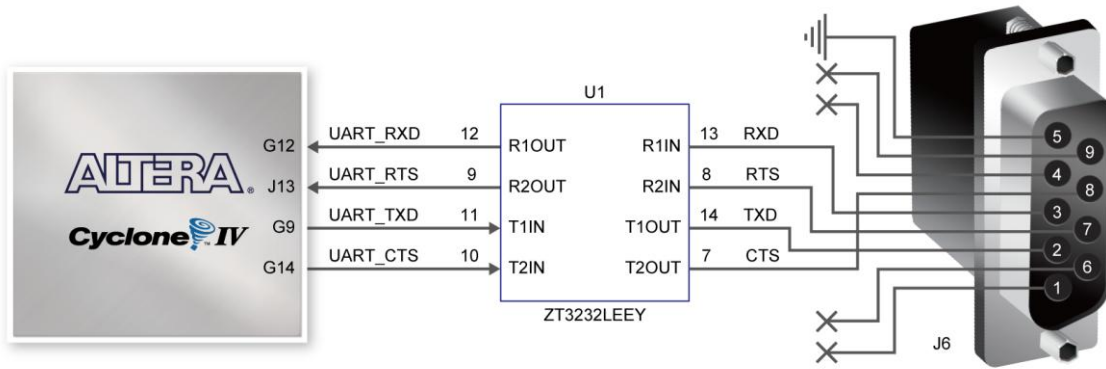 U1
UART_RXD 12 R1OUT R1IN 13 RXD 5
G12 9
UART_RTS 9 R2OUT R2IN 8 RTS 4
ALTERA® J13 8
UART_TXD 11 T1IN T1OUT 14 TXD 3
Cyclone™ IV G9 7
UART_CTS 10 T2IN T2OUT 7 CTS 2
G14 6
1
ZT3232LEEY
J6